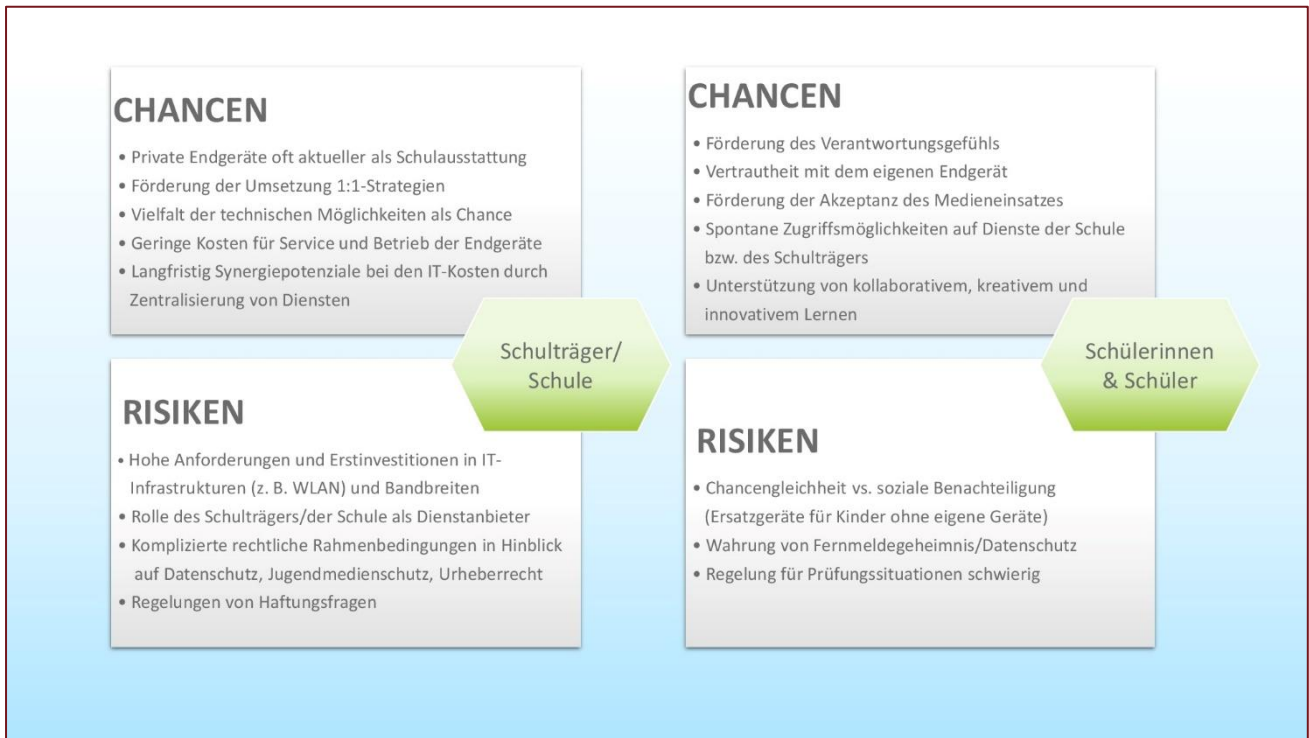 CHANCEN
• Private Endgeräte oft aktueller als Schulausstattung
• Förderung der Umsetzung 1:1-Strategien
• Vielfalt der technischen Möglichkeiten als Chance
• Geringe Kosten für Service und Betrieb der Endgeräte
• Langfristig Synergiepotenziale bei den IT-Kosten durch
Zentralisierung von Diensten
Schulträger/
Schule
RISIKEN
• Hohe Anforderungen und Erstinvestitionen in IT-
Infrastrukturen (z. B. WLAN) und Bandbreiten
• Rolle des Schulträgers/der Schule als Dienstanbieter
• Komplizierte rechtliche Rahmenbedingungen in Hinblick
auf Datenschutz, Jugendmedienschutz, Urheberrecht
• Regelungen von Haftungsfragen
CHANCEN
• Förderung des Verantwortungsgefühls
• Vertrautheit mit dem eigenen Endgerät
• Förderung der Akzeptanz des Medieneinsatzes
• Spontane Zugriffsmöglichkeiten auf Dienste der Schule
bzw. des Schulträgers
• Unterstützung von kollaborativem, kreativem und
innovativem Lernen
Schülerinnen
& Schüler
RISIKEN
• Chancengleichheit vs. soziale Benachteiligung
(Ersatzgeräte für Kinder ohne eigene Geräte)
• Wahrung von Fernmeldegeheimnis/Datenschutz
• Regelung für Prüfungssituationen schwierig